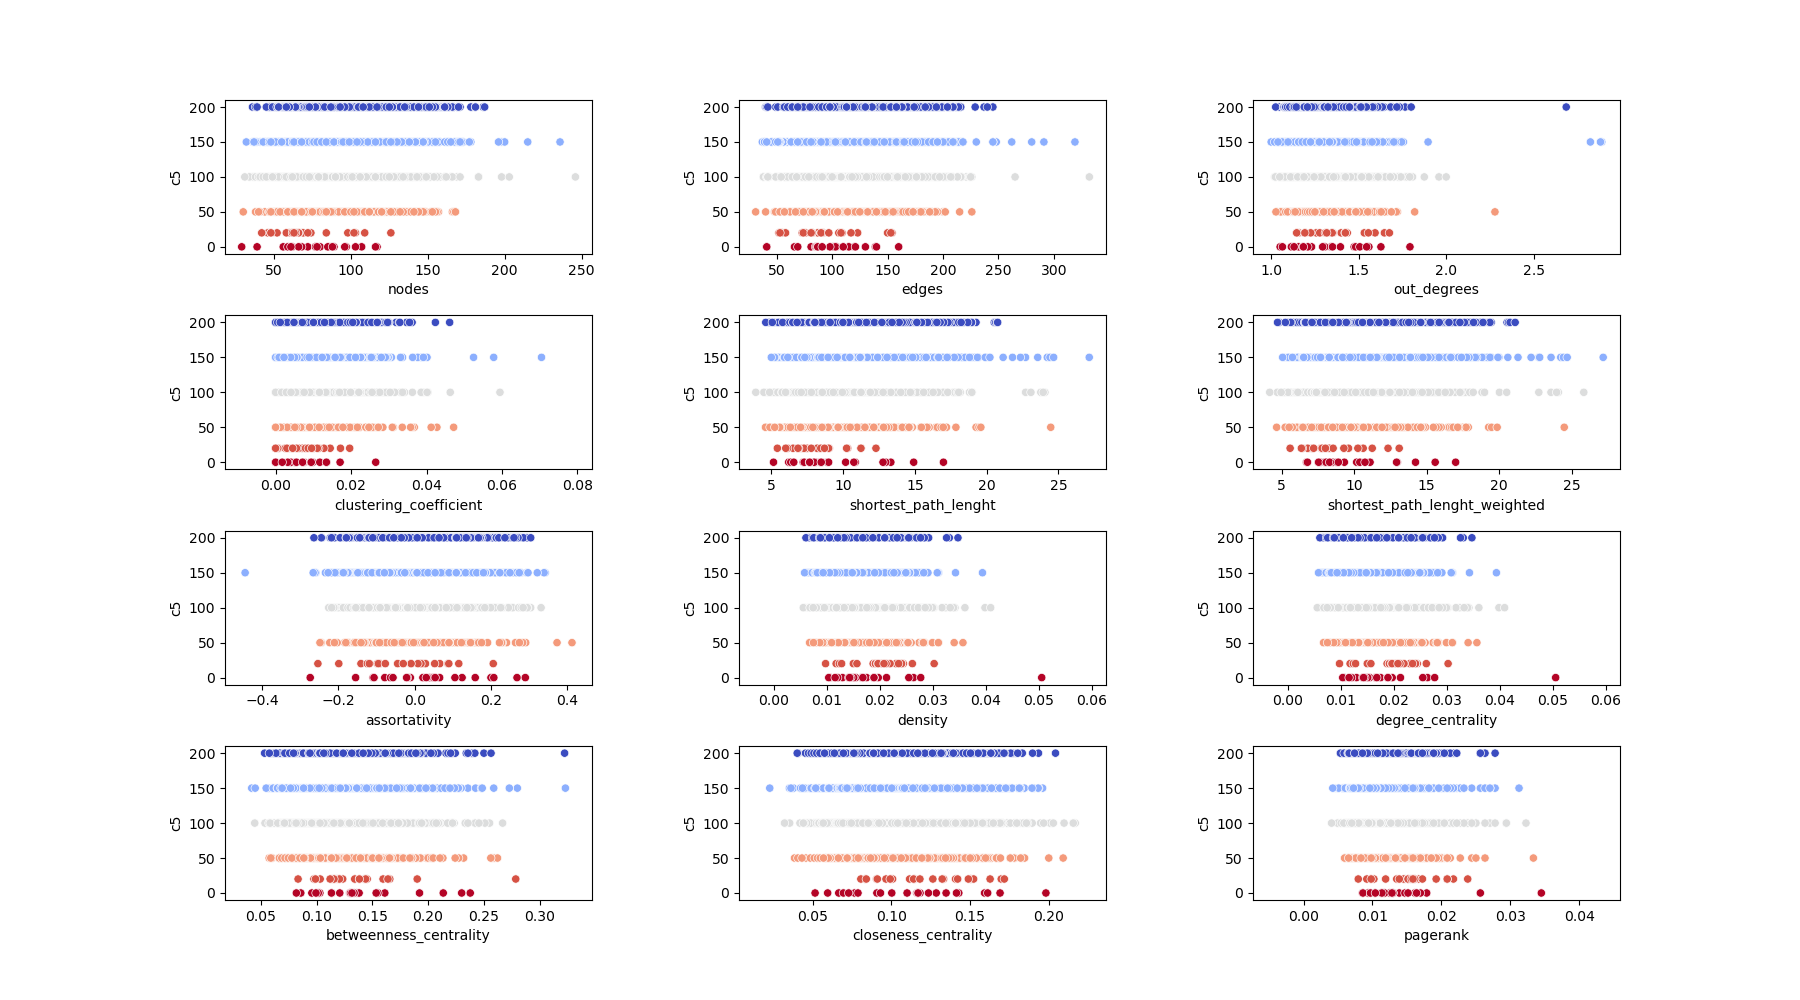 200
150
100
50
0
c5
50 100 150 200 250
nodes
200
150
100
50
0
c5
50 100 150 200 250 300
edges
200
150
100
50
0
c5
1.0 1.5 2.0 2.5
out_degrees
200
150
100
50
0
c5
0.00 0.02 0.04 0.06 0.08
clustering_coefficient
200
150
100
50
0
c5
5 10 15 20 25
shortest_path_lenght
200
150
100
50
0
c5
5 10 15 20 25
shortest_path_lenght_weighted
200
150
100
50
0
c5
−0.4 −0.2 0.0 0.2 0.4
assortativity
200
150
100
50
0
c5
0.00 0.01 0.02 0.03 0.04 0.05 0.06
density
200
150
100
50
0
c5
0.00 0.01 0.02 0.03 0.04 0.05 0.06
degree_centrality
200
150
100
50
0
c5
0.05 0.10 0.15 0.20 0.25 0.30
betweenness_centrality
200
150
100
50
0
c5
0.05 0.10 0.15 0.20
closeness_centrality
200
150
100
50
0
c5
0.00 0.01 0.02 0.03 0.04
pagerank